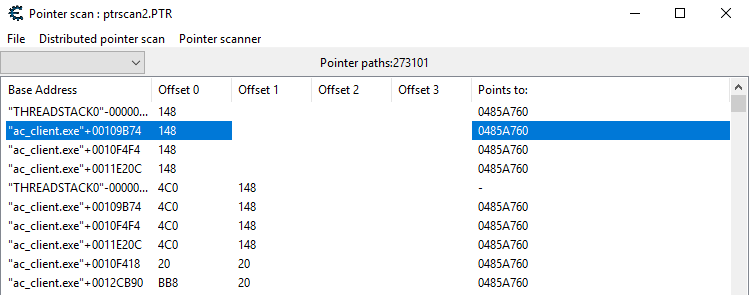 Pointer scan : ptrscan2.PTR
File Distributed pointer scan Pointer scanner
Pointer paths:273101
Base Address Offset 0 Offset 1 Offset 2 Offset 3 Points to:
"THREADSTACK0"-00000... 148 0485A760
"ac_client.exe"+00109B74 148 0485A760
"ac_client.exe"+0010F4F4 148 0485A760
"ac_client.exe"+0011E20C 148 0485A760
"THREADSTACK0"-00000... 4C0 148 -
"ac_client.exe"+00109B74 4C0 148 0485A760
"ac_client.exe"+0010F4F4 4C0 148 0485A760
"ac_client.exe"+0011E20C 4C0 148 0485A760
"ac_client.exe"+0010F418 20 20 0485A760
"ac_client.exe"+0012CB90 BB8 20 0485A760